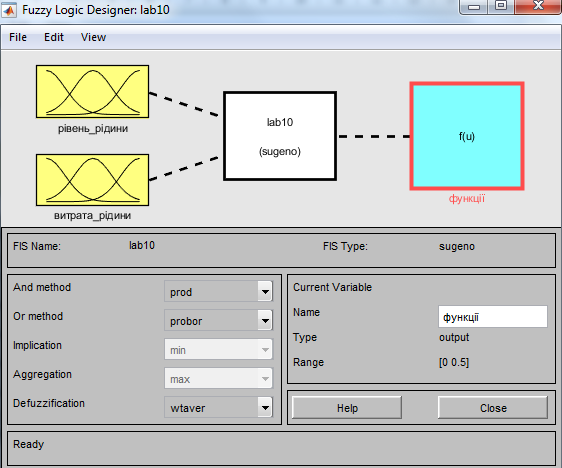 Fuzzy Logic Designer: lab10
File Edit View
рівень_рідини
витрата_рідини
lab10
(sugeno)
f(u)
функції
FIS Name: lab10 FIS Type: sugeno
And method prod
Or method probor
Implication min
Aggregation max
Defuzzification wtaver
Current Variable
Name функції
Type output
Range [0 0.5]
Help Close
Ready